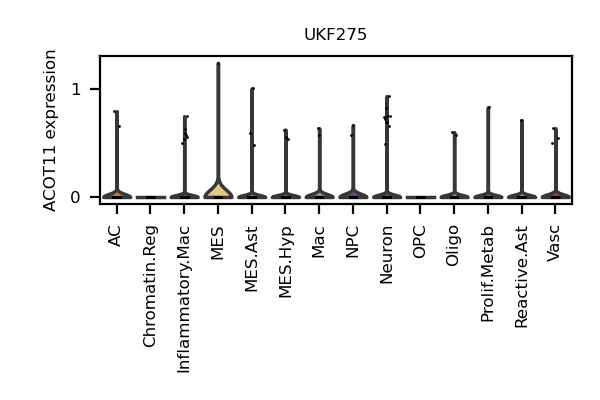 UKF275
ACOT11 expression
1
0
AC
Chromatin.Reg
Inflammatory.Mac
MES
MES.Ast
MES.Hyp
Mac
NPC
Neuron
OPC
Oligo
Prolif.Metab
Reactive.Ast
Vasc